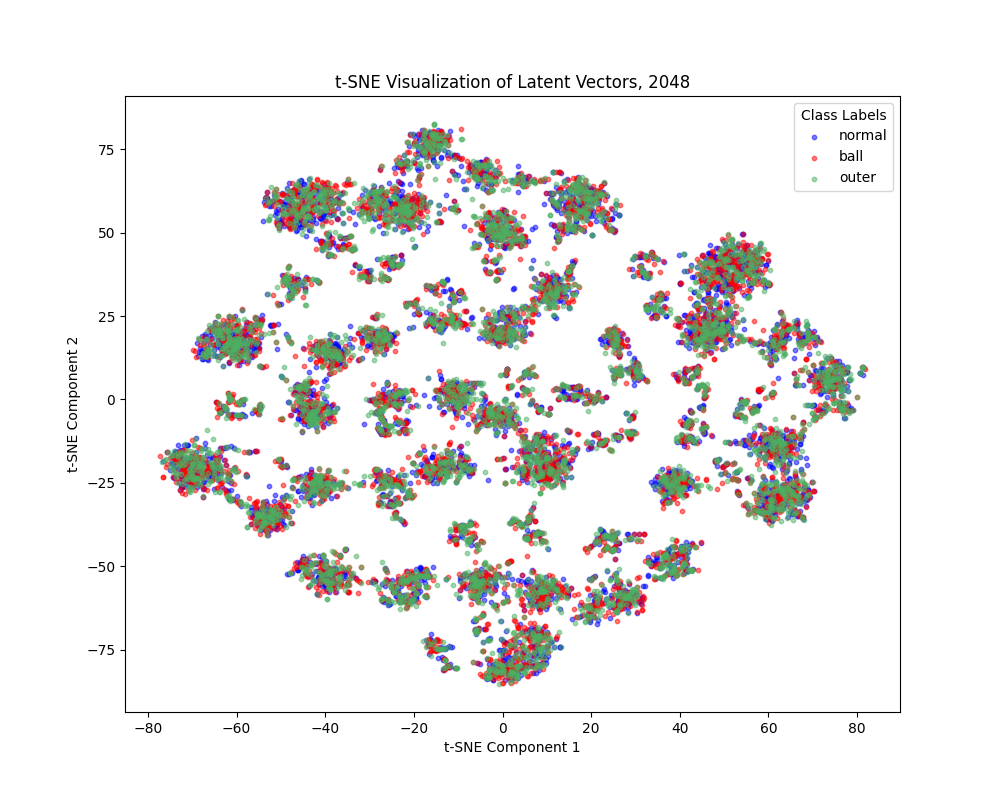 t-SNE Visualization of Latent Vectors, 2048
Class Labels
normal
ball
outer
t-SNE Component 2
75
50
25
0
−25
−50
−75
−80
−60
−40
−20
0
20
40
60
80
t-SNE Component 1